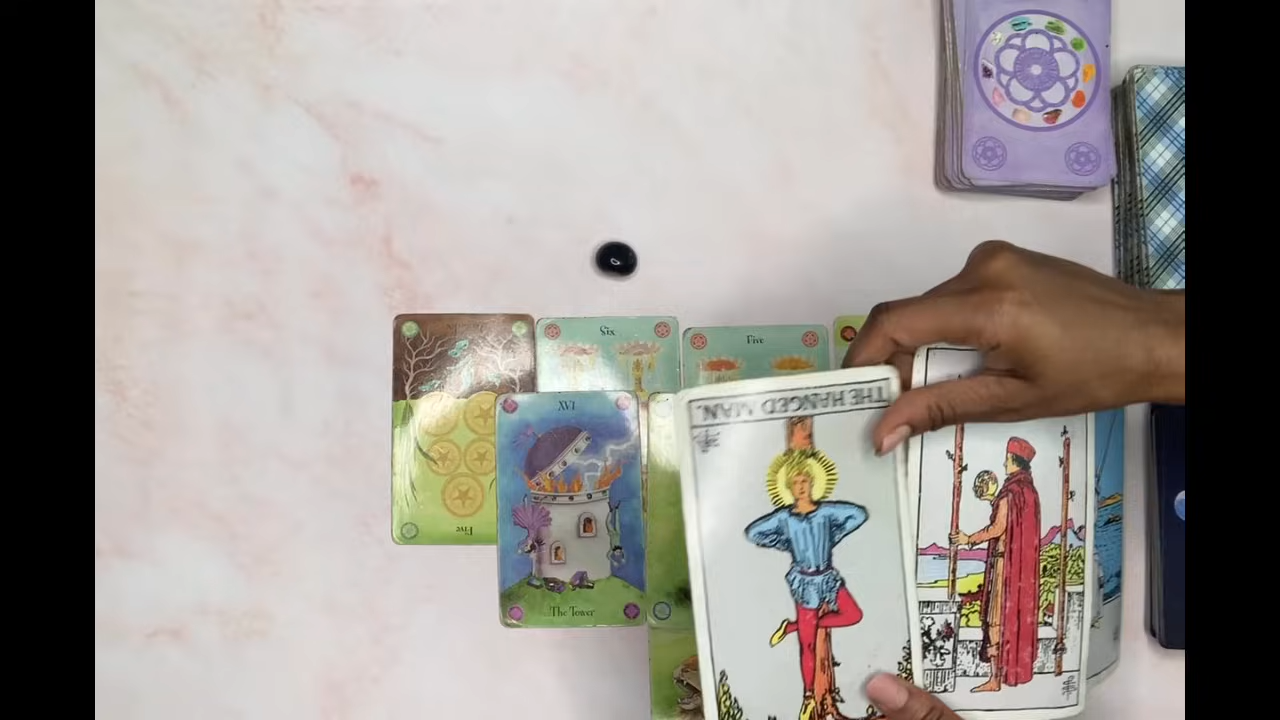 Six
Five
THE HANGED MAN.
XVI
Five
The Tower